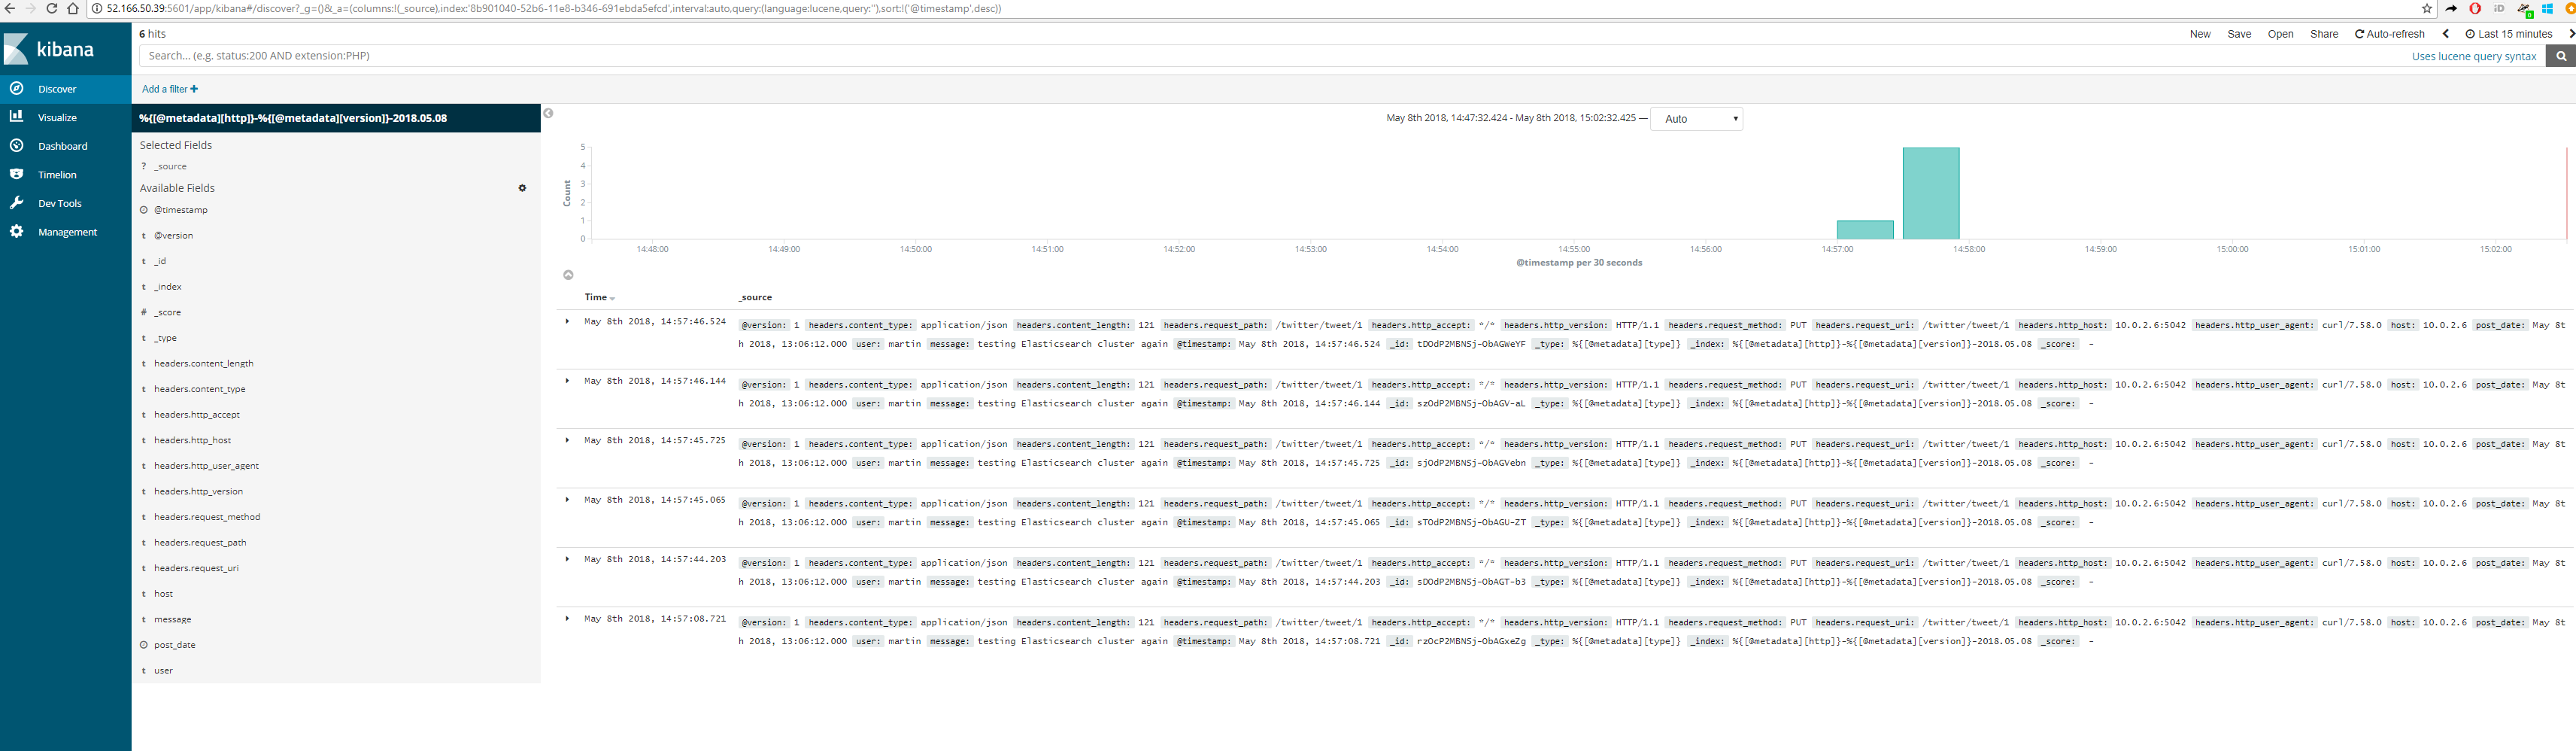 52.166.50.39:5601/app/kibana#/discover?_g=()&_a=(columns:!(_source),index:'8b901040-52b6-11e8-b346-691ebda5efcd',interval:auto,query:(language:lucene,query:''),sort:!('@timestamp',desc))
kibana
Discover
Visualize
Dashboard
Timelion
Dev Tools
Management
6 hits
New Save Open Share Auto-refresh Last 15 minutes
Search... (e.g. status:200 AND extension:PHP)
Uses lucene query syntax
Add a filter +
%{[@metadata][http]}-%{[@metadata][version]}-2018.05.08
Selected Fields
? _source
Available Fields
@timestamp
t @version
t _id
t _index
# _score
t _type
t headers.content_length
t headers.content_type
t headers.http_accept
t headers.http_host
t headers.http_user_agent
t headers.http_version
t headers.request_method
t headers.request_path
t headers.request_uri
t host
t message
post_date
t user
May 8th 2018, 14:47:32.424 - May 8th 2018, 15:02:32.425 — Auto
Count
5
4
3
2
1
0
14:48:00 14:49:00 14:50:00 14:51:00 14:52:00 14:53:00 14:54:00 14:55:00 14:56:00 14:57:00 14:58:00 14:59:00 15:00:00 15:01:00 15:02:00
@timestamp per 30 seconds
Time _source
May 8th 2018, 14:57:46.524 @version: 1 headers.content_type: application/json headers.content_length: 121 headers.request_path: /twitter/tweet/1 headers.http_accept: */* headers.http_version: HTTP/1.1 headers.request_method: PUT headers.request_uri: /twitter/tweet/1 headers.http_host: 10.0.2.6:5042 headers.http_user_agent: curl/7.58.0 host: 10.0.2.6 post_date: May 8t
h 2018, 13:06:12.000 user: martin message: testing Elasticsearch cluster again @timestamp: May 8th 2018, 14:57:46.524 _id: tDOdP2MBNSj-ObAGWeYF _type: %{[@metadata][type]} _index: %{[@metadata][http]}-%{[@metadata][version]}-2018.05.08 _score: -
May 8th 2018, 14:57:46.144 @version: 1 headers.content_type: application/json headers.content_length: 121 headers.request_path: /twitter/tweet/1 headers.http_accept: */* headers.http_version: HTTP/1.1 headers.request_method: PUT headers.request_uri: /twitter/tweet/1 headers.http_host: 10.0.2.6:5042 headers.http_user_agent: curl/7.58.0 host: 10.0.2.6 post_date: May 8t
h 2018, 13:06:12.000 user: martin message: testing Elasticsearch cluster again @timestamp: May 8th 2018, 14:57:46.144 _id: szOdP2MBNSj-ObAGV-aL _type: %{[@metadata][type]} _index: %{[@metadata][http]}-%{[@metadata][version]}-2018.05.08 _score: -
May 8th 2018, 14:57:45.725 @version: 1 headers.content_type: application/json headers.content_length: 121 headers.request_path: /twitter/tweet/1 headers.http_accept: */* headers.http_version: HTTP/1.1 headers.request_method: PUT headers.request_uri: /twitter/tweet/1 headers.http_host: 10.0.2.6:5042 headers.http_user_agent: curl/7.58.0 host: 10.0.2.6 post_date: May 8t
h 2018, 13:06:12.000 user: martin message: testing Elasticsearch cluster again @timestamp: May 8th 2018, 14:57:45.725 _id: sjOdP2MBNSj-ObAGVebn _type: %{[@metadata][type]} _index: %{[@metadata][http]}-%{[@metadata][version]}-2018.05.08 _score: -
May 8th 2018, 14:57:45.065 @version: 1 headers.content_type: application/json headers.content_length: 121 headers.request_path: /twitter/tweet/1 headers.http_accept: */* headers.http_version: HTTP/1.1 headers.request_method: PUT headers.request_uri: /twitter/tweet/1 headers.http_host: 10.0.2.6:5042 headers.http_user_agent: curl/7.58.0 host: 10.0.2.6 post_date: May 8t
h 2018, 13:06:12.000 user: martin message: testing Elasticsearch cluster again @timestamp: May 8th 2018, 14:57:45.065 _id: sTOdP2MBNSj-ObAGU-ZT _type: %{[@metadata][type]} _index: %{[@metadata][http]}-%{[@metadata][version]}-2018.05.08 _score: -
May 8th 2018, 14:57:44.203 @version: 1 headers.content_type: application/json headers.content_length: 121 headers.request_path: /twitter/tweet/1 headers.http_accept: */* headers.http_version: HTTP/1.1 headers.request_method: PUT headers.request_uri: /twitter/tweet/1 headers.http_host: 10.0.2.6:5042 headers.http_user_agent: curl/7.58.0 host: 10.0.2.6 post_date: May 8t
h 2018, 13:06:12.000 user: martin message: testing Elasticsearch cluster again @timestamp: May 8th 2018, 14:57:44.203 _id: sDOdP2MBNSj-ObAGT-b3 _type: %{[@metadata][type]} _index: %{[@metadata][http]}-%{[@metadata][version]}-2018.05.08 _score: -
May 8th 2018, 14:57:08.721 @version: 1 headers.content_type: application/json headers.content_length: 121 headers.request_path: /twitter/tweet/1 headers.http_accept: */* headers.http_version: HTTP/1.1 headers.request_method: PUT headers.request_uri: /twitter/tweet/1 headers.http_host: 10.0.2.6:5042 headers.http_user_agent: curl/7.58.0 host: 10.0.2.6 post_date: May 8t
h 2018, 13:06:12.000 user: martin message: testing Elasticsearch cluster again @timestamp: May 8th 2018, 14:57:08.721 _id: rzOcP2MBNSj-ObAGxeZg _type: %{[@metadata][type]} _index: %{[@metadata][http]}-%{[@metadata][version]}-2018.05.08 _score: -